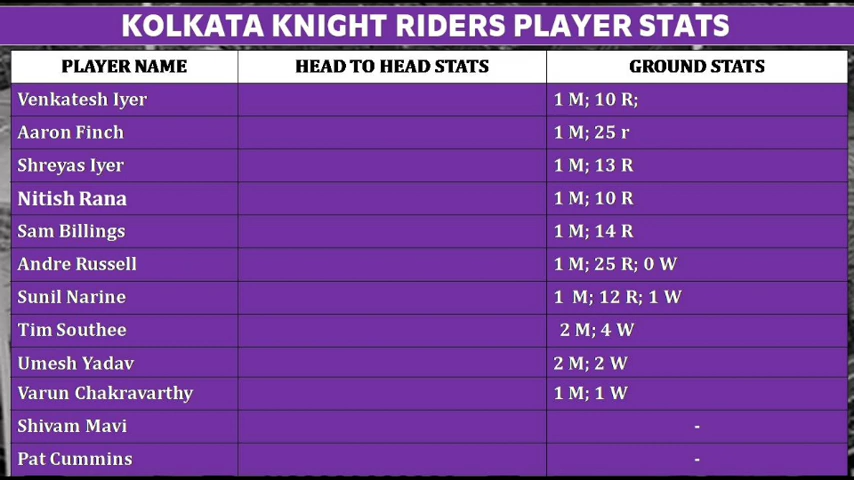 KOLKATA KNIGHT RIDERS PLAYER STATS
PLAYER NAME HEAD TO HEAD STATS GROUND STATS
Venkatesh Iyer 1 M; 10 R;
Aaron Finch 1 M; 25 r
Shreyas Iyer 1 M; 13 R
Nitish Rana 1 M; 10 R
Sam Billings 1 M; 14 R
Andre Russell 1 M; 25 R; 0 W
Sunil Narine 1 M; 12 R; 1 W
Tim Southee 2 M; 4 W
Umesh Yadav 2 M; 2 W
Varun Chakravarthy 1 M; 1 W
Shivam Mavi -
Pat Cummins -